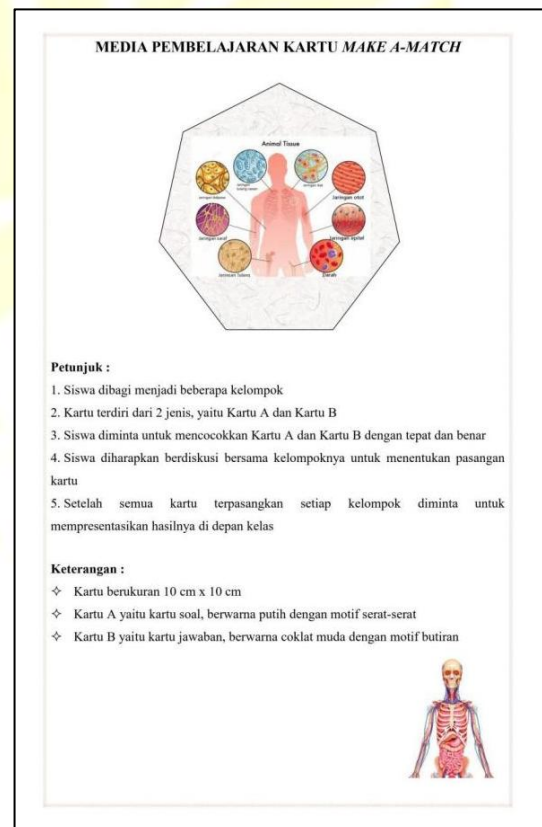 MEDIA PEMBELAJARAN KARTU MAKE A-MATCH
Animal Tissue
Jaringan otot
Jaringan epitel
Jaringan saraf
Darah
Petunjuk :
1. Siswa dibagi menjadi beberapa kelompok
2. Kartu terdiri dari 2 jenis, yaitu Kartu A dan Kartu B
3. Siswa diminta untuk mencocokkan Kartu A dan Kartu B dengan tepat dan benar
4. Siswa diharapkan berdiskusi bersama kelompoknya untuk menentukan pasangan
kartu
5. Setelah semua kartu terpasangkan setiap kelompok diminta untuk
mempresentasikan hasilnya di depan kelas
Keterangan :
✧ Kartu berukuran 10 cm x 10 cm
✧ Kartu A yaitu kartu soal, berwarna putih dengan motif serat-serat
✧ Kartu B yaitu kartu jawaban, berwarna coklat muda dengan motif butiran